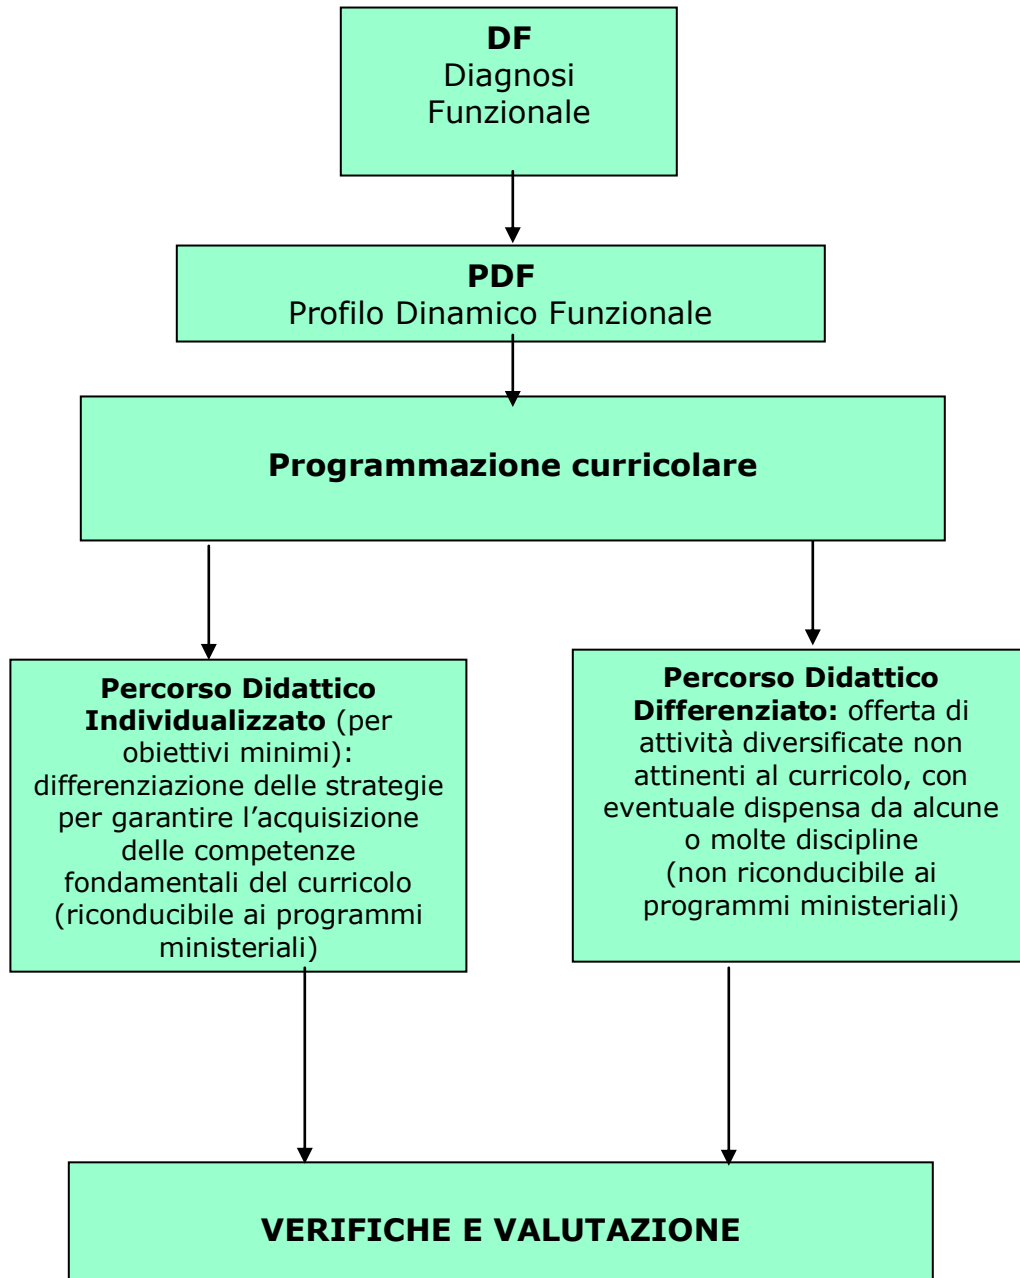 DF
Diagnosi
Funzionale
PDF
Profilo Dinamico Funzionale
Programmazione curricolare
Percorso Didattico
Individualizzato (per
obiettivi minimi):
differenziazione delle strategie
per garantire l’acquisizione
delle competenze
fondamentali del curricolo
(riconducibile ai programmi
ministeriali)
Percorso Didattico
Differenziato: offerta di
attività diversificate non
attinenti al curricolo, con
eventuale dispensa da alcune
o molte discipline
(non riconducibile ai
programmi ministeriali)
VERIFICHE E VALUTAZIONE